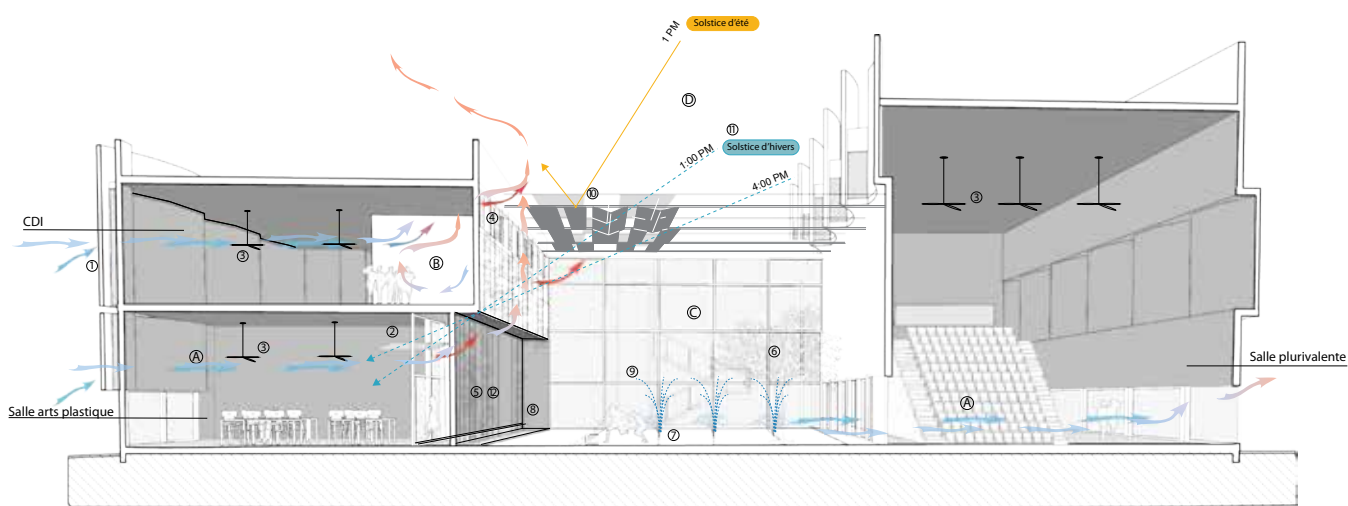 1 PM
Solstice d'été
D
11
Solstice d'hivers
1:00 PM
4:00 PM
10
3
4
CDI
1
3
B
C
2
A
3
6
Salle plurivalente
9
5
12
8
A
Salle arts plastique
7